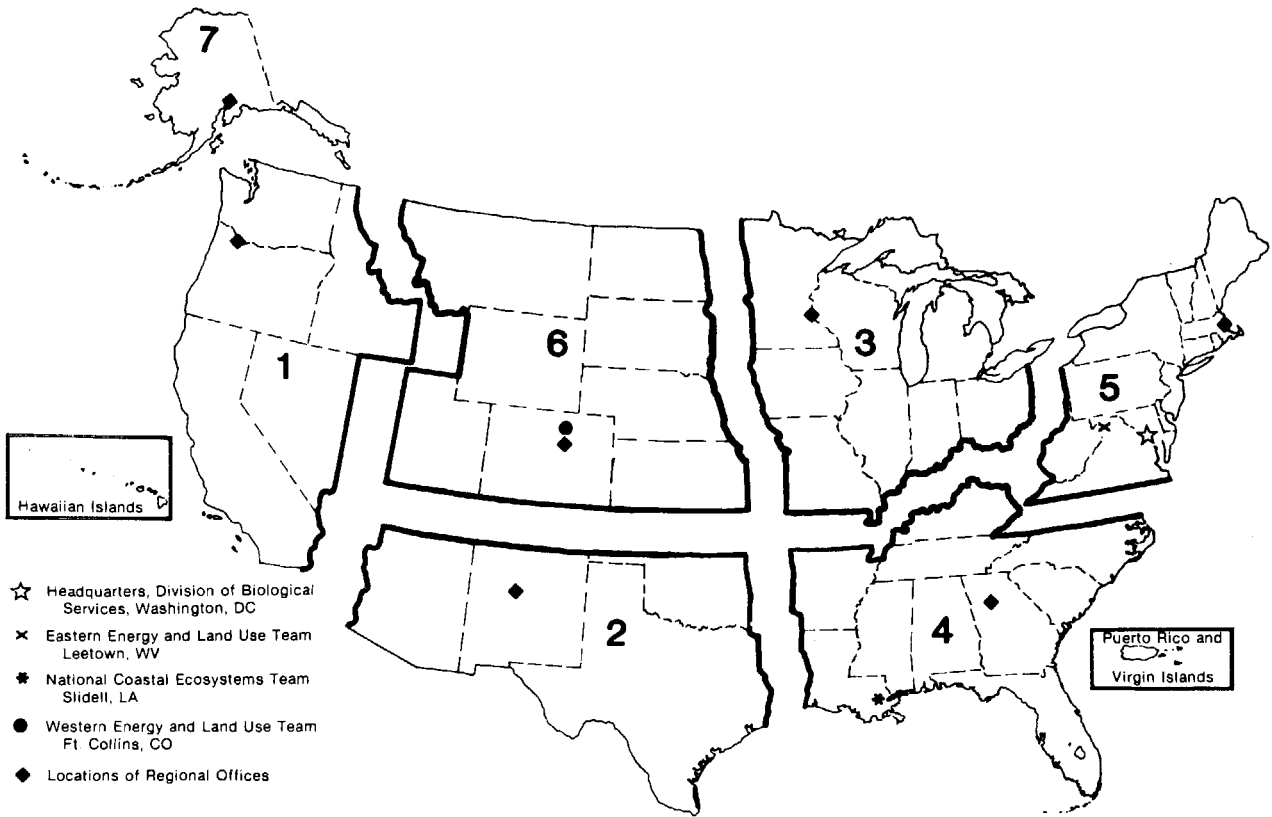 7
6
3
1
5
Hawaiian Islands
☆ Headquarters, Division of Biological
Services, Washington, DC
× Eastern Energy and Land Use Team
Leetown, WV
* National Coastal Ecosystems Team
Slidell, LA
● Western Energy and Land Use Team
Ft. Collins, CO
◆ Locations of Regional Offices
2
4
Puerto Rico and
Virgin Islands